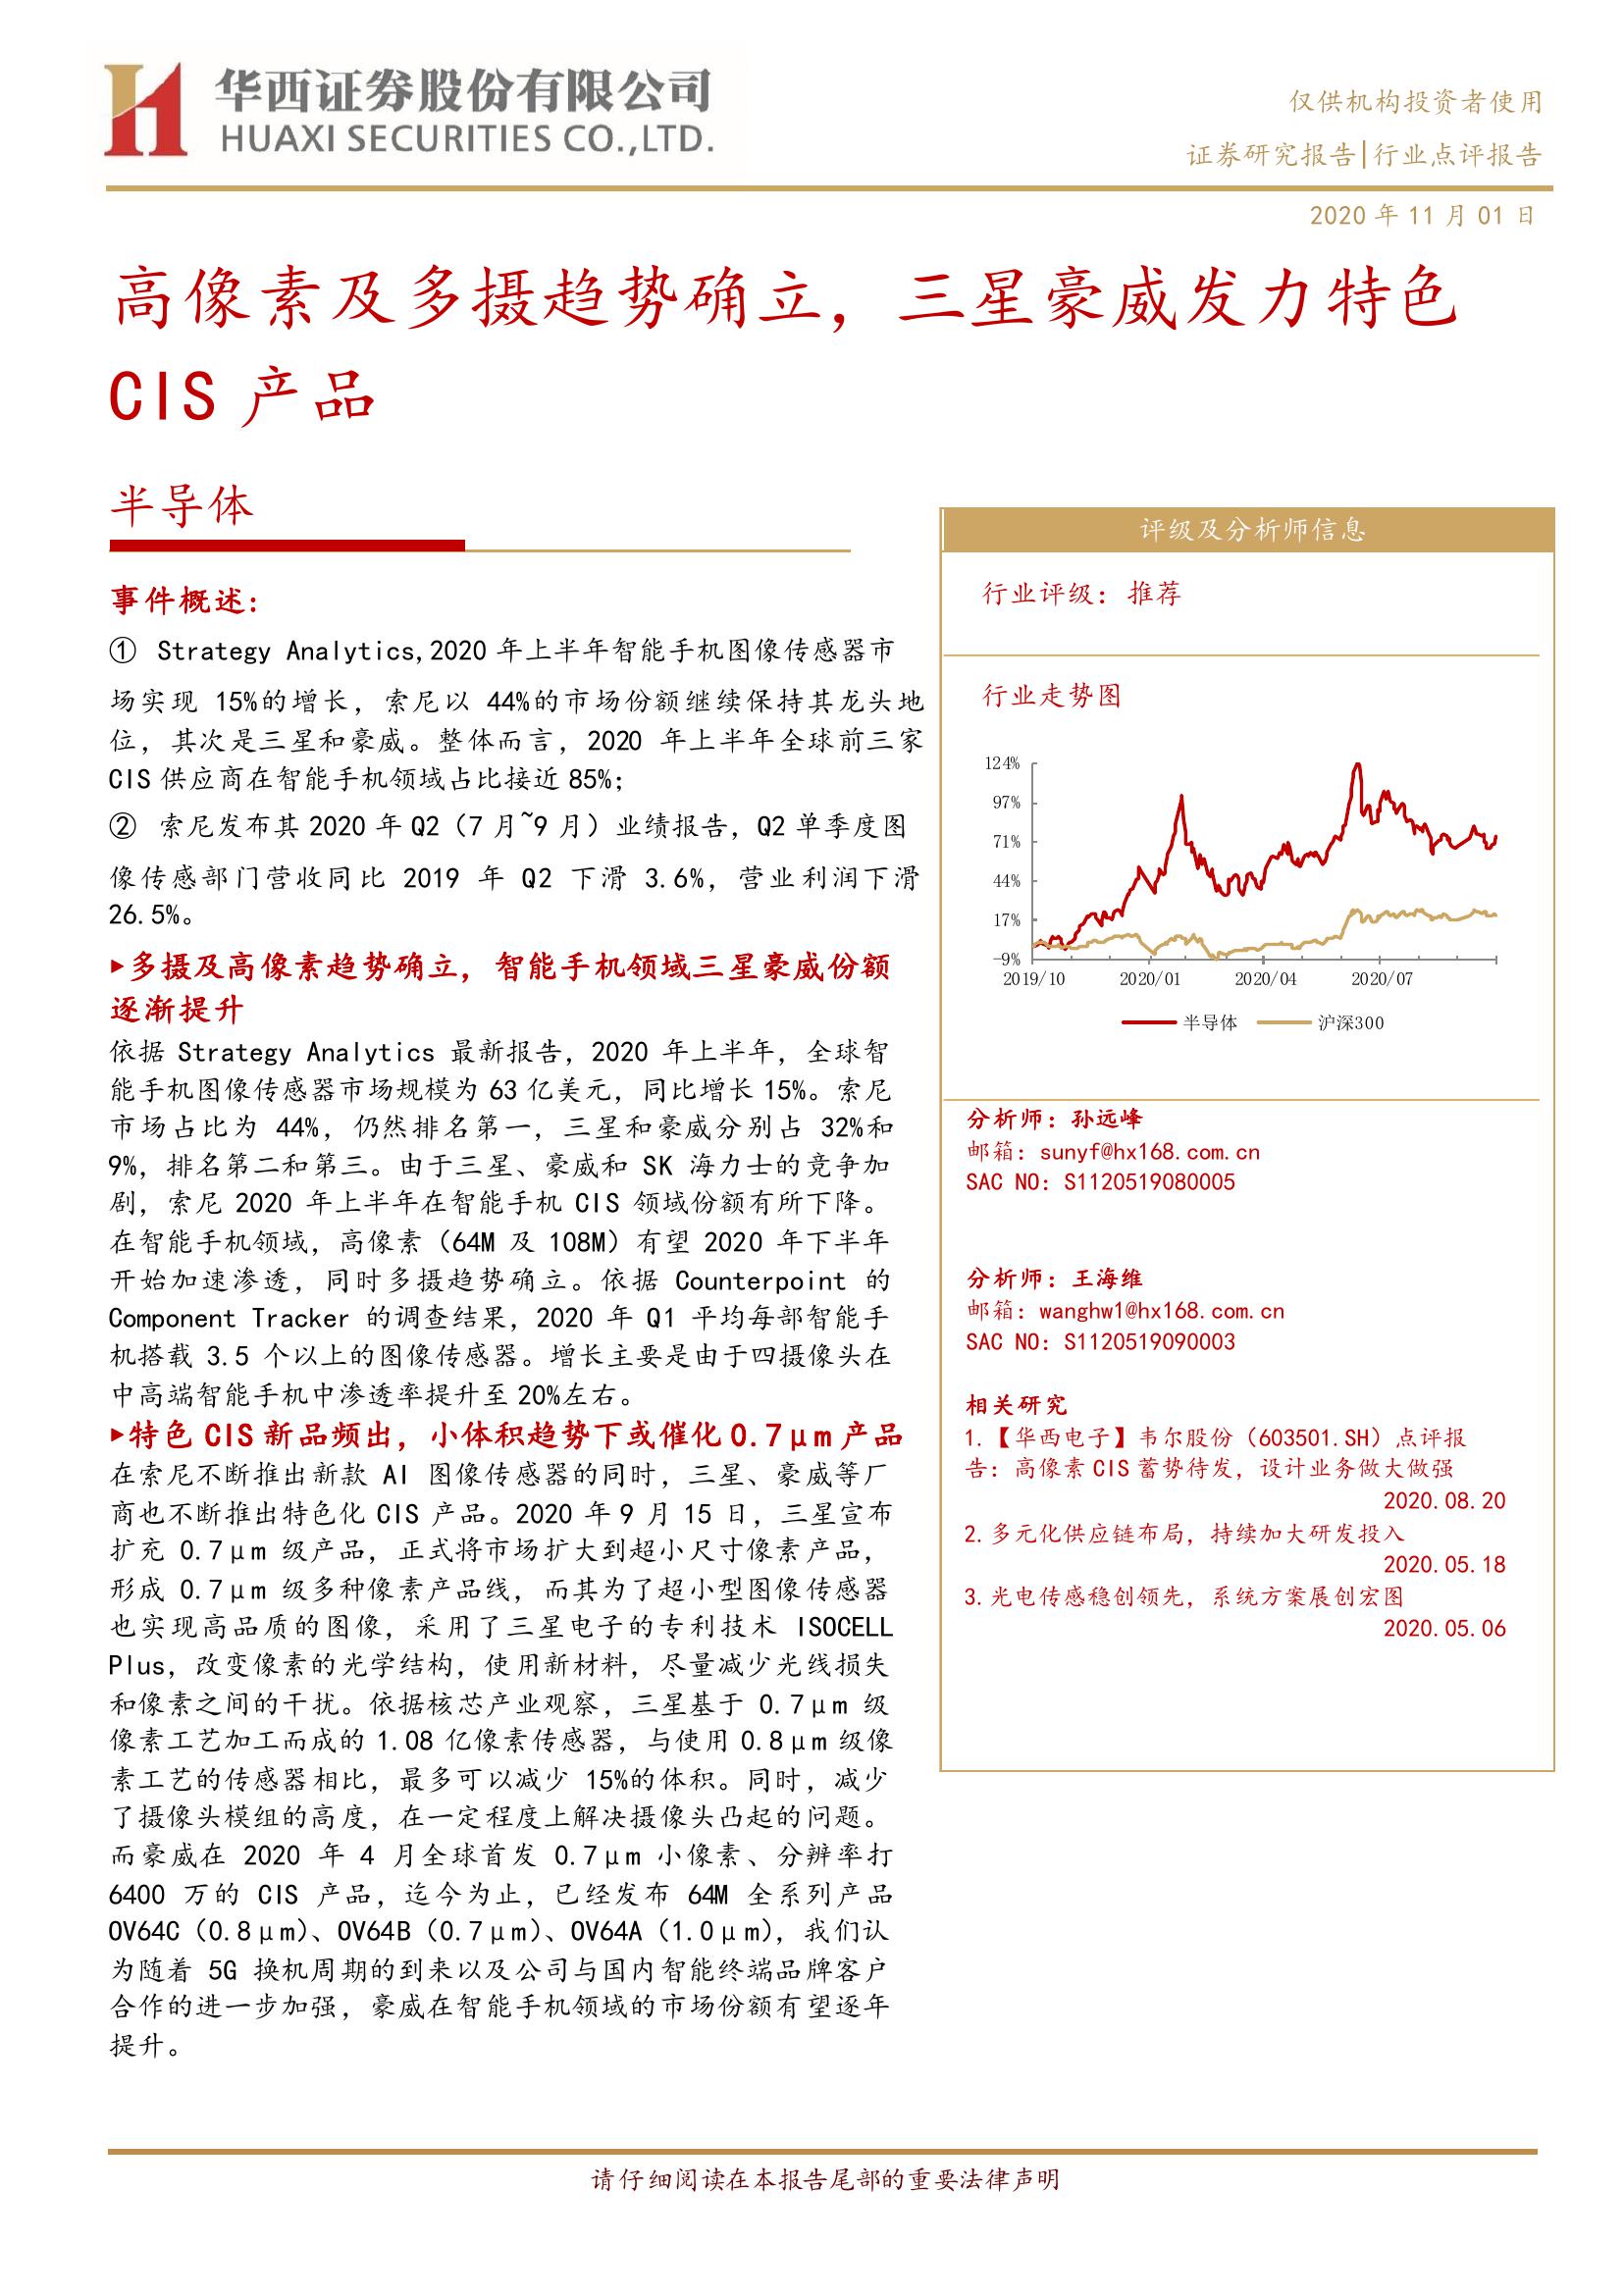 华西证券股份有限公司
HUAXI SECURITIES CO.,LTD.
仅供机构投资者使用
证券研究报告|行业点评报告
2020 年 11 月 01 日
高像素及多摄趋势确立，三星豪威发力特色
CIS 产品
半导体
事件概述：
① Strategy Analytics,2020 年上半年智能手机图像传感器市
场实现 15%的增长，索尼以 44%的市场份额继续保持其龙头地
位，其次是三星和豪威。整体而言，2020 年上半年全球前三家
CIS 供应商在智能手机领域占比接近 85%；
② 索尼发布其 2020 年 Q2（7 月~9 月）业绩报告，Q2 单季度图
像传感部门营收同比 2019 年 Q2 下滑 3.6%，营业利润下滑
26.5%。
▸多摄及高像素趋势确立，智能手机领域三星豪威份额
逐渐提升
依据 Strategy Analytics 最新报告，2020 年上半年，全球智
能手机图像传感器市场规模为 63 亿美元，同比增长 15%。索尼
市场占比为 44%，仍然排名第一，三星和豪威分别占 32%和
9%，排名第二和第三。由于三星、豪威和 SK 海力士的竞争加
剧，索尼 2020 年上半年在智能手机 CIS 领域份额有所下降。
在智能手机领域，高像素（64M 及 108M）有望 2020 年下半年
开始加速渗透，同时多摄趋势确立。依据 Counterpoint 的
Component Tracker 的调查结果，2020 年 Q1 平均每部智能手
机搭载 3.5 个以上的图像传感器。增长主要是由于四摄像头在
中高端智能手机中渗透率提升至 20%左右。
▸特色 CIS 新品频出，小体积趋势下或催化 0.7μm 产品
在索尼不断推出新款 AI 图像传感器的同时，三星、豪威等厂
商也不断推出特色化 CIS 产品。2020 年 9 月 15 日，三星宣布
扩充 0.7μm 级产品，正式将市场扩大到超小尺寸像素产品，
形成 0.7μm 级多种像素产品线，而其为了超小型图像传感器
也实现高品质的图像，采用了三星电子的专利技术 ISOCELL
Plus，改变像素的光学结构，使用新材料，尽量减少光线损失
和像素之间的干扰。依据核芯产业观察，三星基于 0.7μm 级
像素工艺加工而成的 1.08 亿像素传感器，与使用 0.8μm 级像
素工艺的传感器相比，最多可以减少 15%的体积。同时，减少
了摄像头模组的高度，在一定程度上解决摄像头凸起的问题。
而豪威在 2020 年 4 月全球首发 0.7μm 小像素、分辨率打
6400 万的 CIS 产品，迄今为止，已经发布 64M 全系列产品
OV64C（0.8μm）、OV64B（0.7μm）、OV64A（1.0μm），我们认
为随着 5G 换机周期的到来以及公司与国内智能终端品牌客户
合作的进一步加强，豪威在智能手机领域的市场份额有望逐年
提升。
评级及分析师信息
行业评级：推荐
行业走势图
124%
97%
71%
44%
17%
-9%
2019/10 2020/01 2020/04 2020/07
半导体 沪深300
分析师：孙远峰
邮箱：sunyf@hx168.com.cn
SAC NO：S1120519080005
分析师：王海维
邮箱：wanghw1@hx168.com.cn
SAC NO：S1120519090003
相关研究
1.【华西电子】韦尔股份（603501.SH）点评报
告：高像素 CIS 蓄势待发，设计业务做大做强
2020.08.20
2.多元化供应链布局，持续加大研发投入
2020.05.18
3.光电传感稳创领先，系统方案展创宏图
2020.05.06
请仔细阅读在本报告尾部的重要法律声明